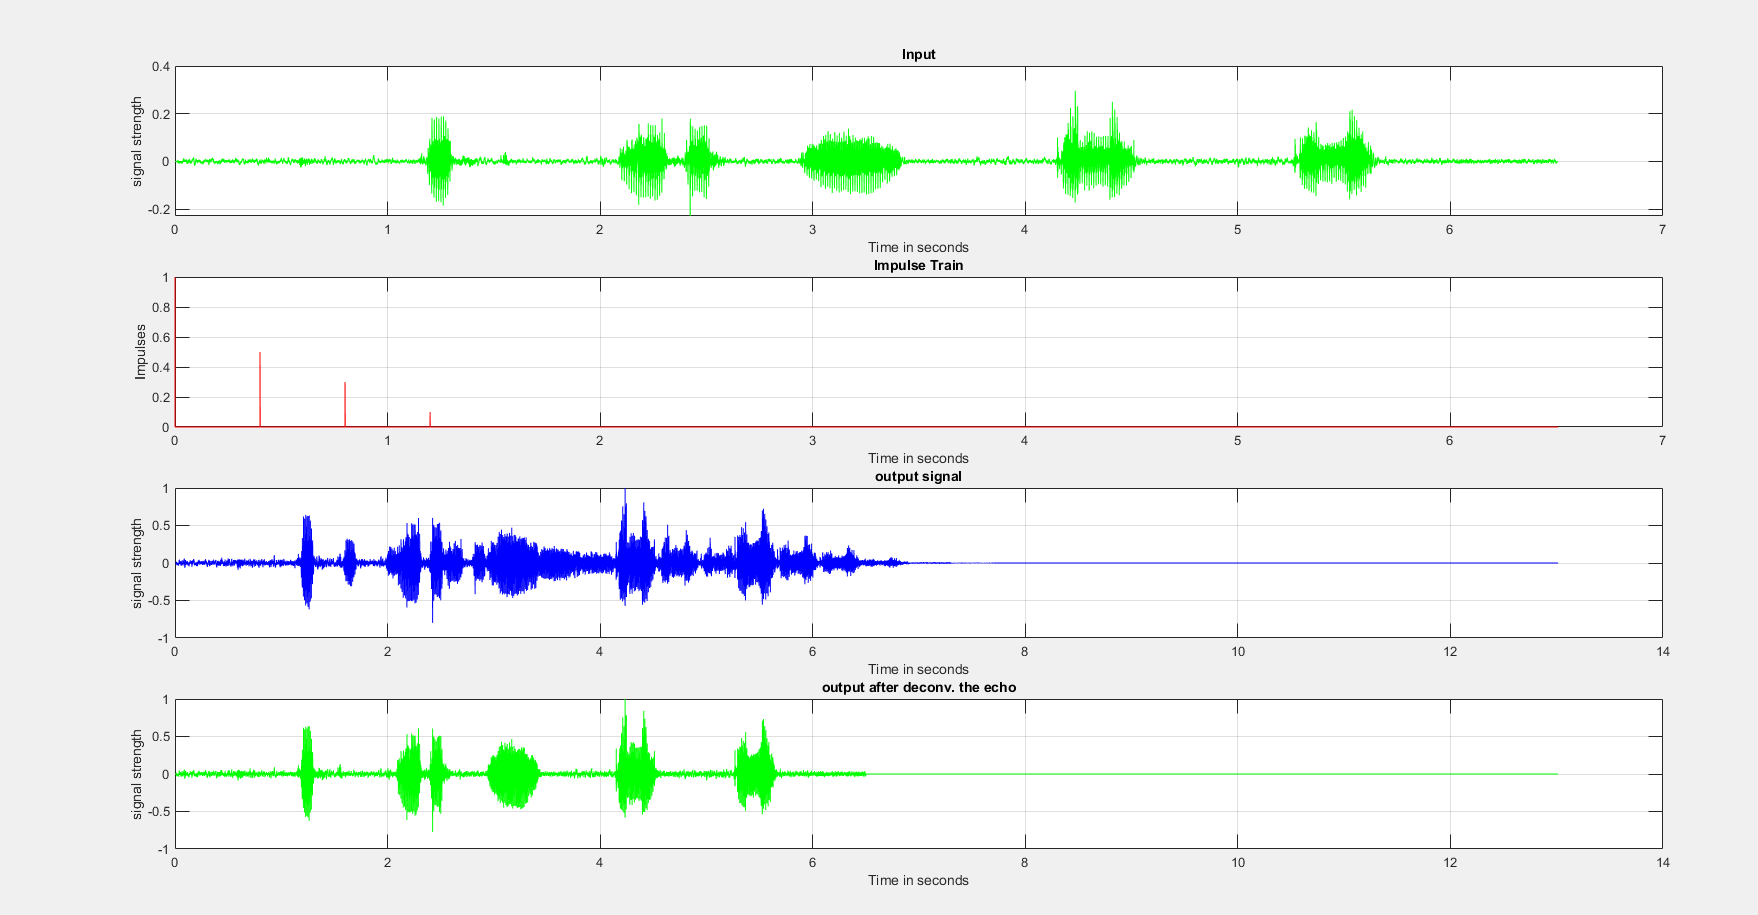 Input
0.4
0.2
0
-0.2
signal strength
0 1 2 3 4 5 6 7
Time in seconds
Impulse Train
1
0.8
0.6
0.4
0.2
0
Impulses
0 1 2 3 4 5 6 7
Time in seconds
output signal
1
0.5
0
-0.5
-1
signal strength
0 2 4 6 8 10 12 14
Time in seconds
output after deconv. the echo
1
0.5
0
-0.5
-1
signal strength
0 2 4 6 8 10 12 14
Time in seconds